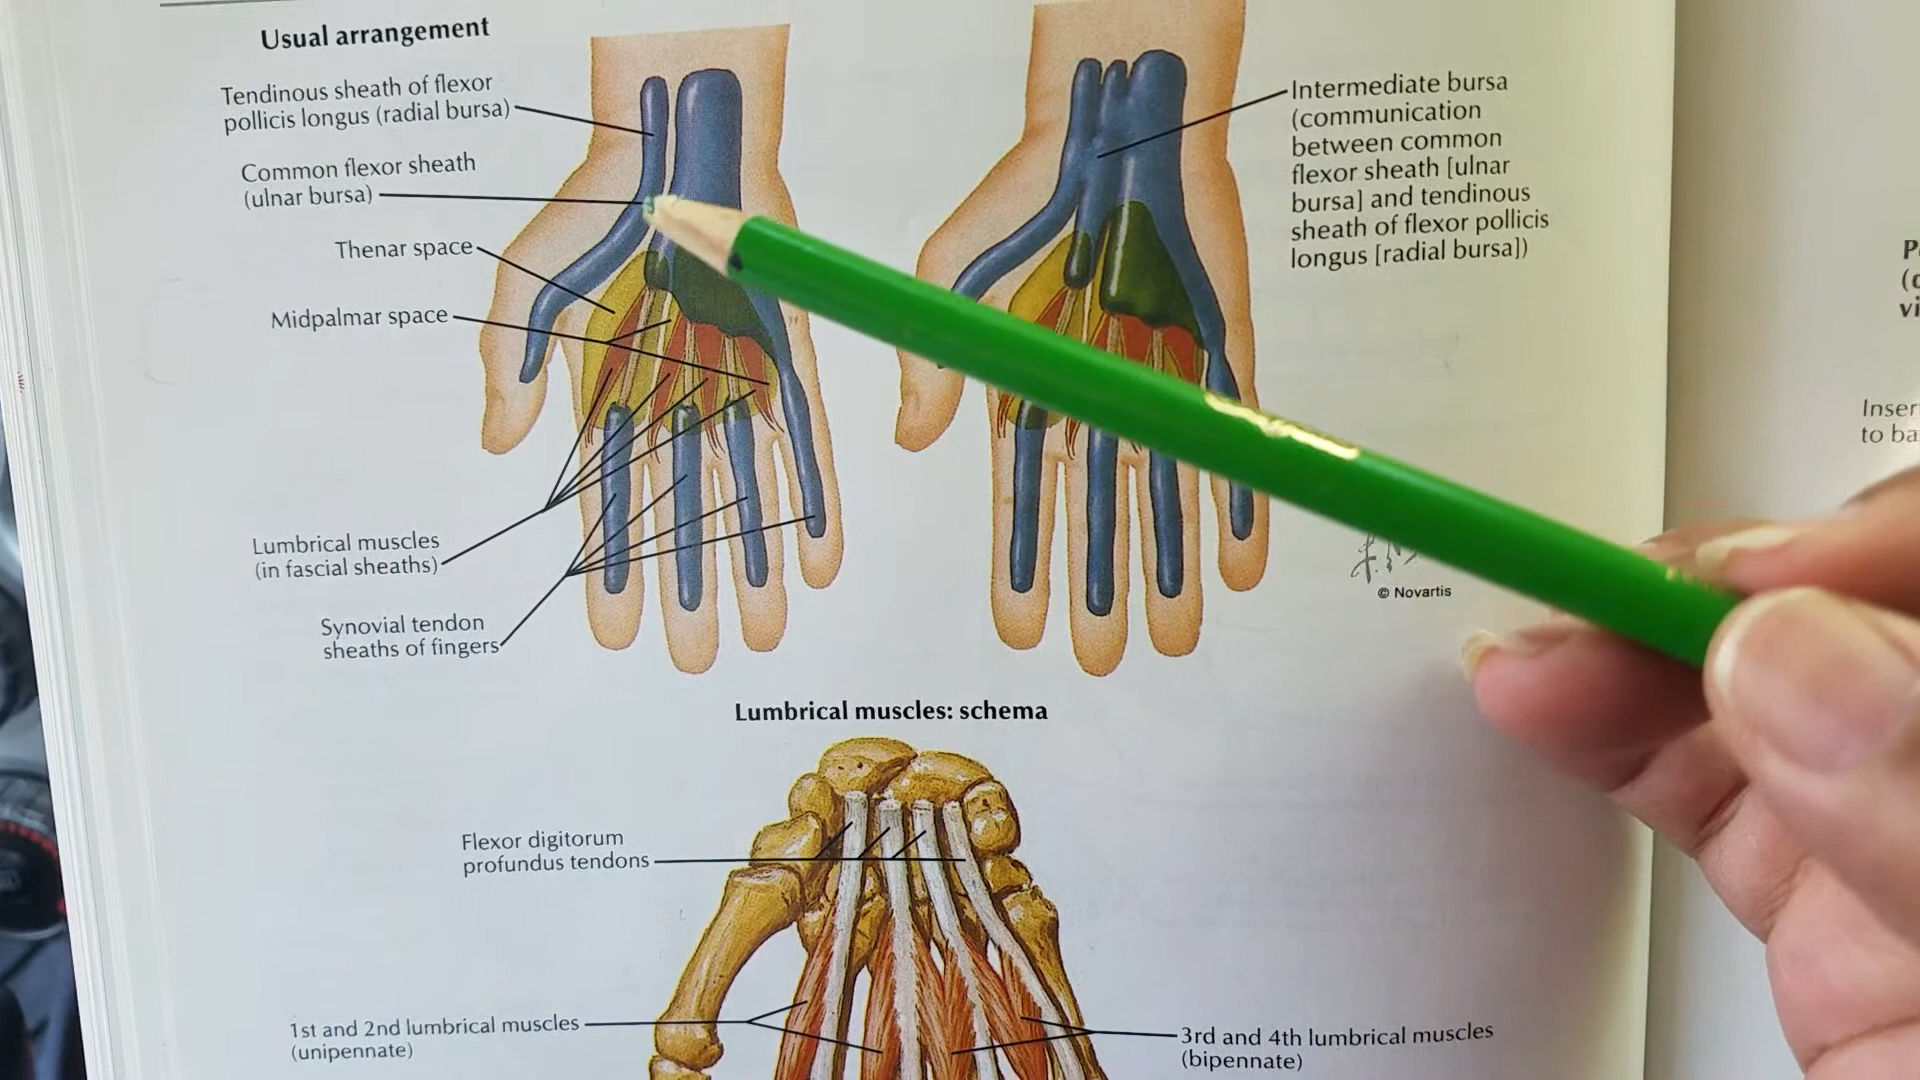 Usual arrangement
Tendinous sheath of flexor
pollicis longus (radial bursa)
Common flexor sheath
(ulnar bursa)
Thenar space
Midpalmar space
Lumbrical muscles
(in fascial sheaths)
Synovial tendon
sheaths of fingers
Intermediate bursa
(communication
between common
flexor sheath [ulnar
bursa] and tendinous
sheath of flexor pollicis
longus [radial bursa])
© Novartis
Lumbrical muscles: schema
Flexor digitorum
profundus tendons
1st and 2nd lumbrical muscles
(unipennate)
3rd and 4th lumbrical muscles
(bipennate)
to ba